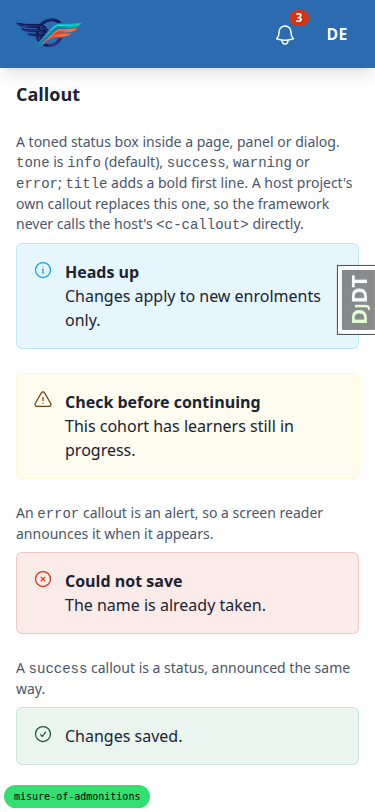 3
DE
Callout
A toned status box inside a page, panel or dialog.
tone is info (default), success, warning or
error; title adds a bold first line. A host project's
own callout replaces this one, so the framework
never calls the host's <c-callout> directly.
Heads up
Changes apply to new enrolments
only.
DjDT
Check before continuing
This cohort has learners still in
progress.
An error callout is an alert, so a screen reader
announces it when it appears.
Could not save
The name is already taken.
A success callout is a status, announced the same
way.
Changes saved.
misure-of-admonitions